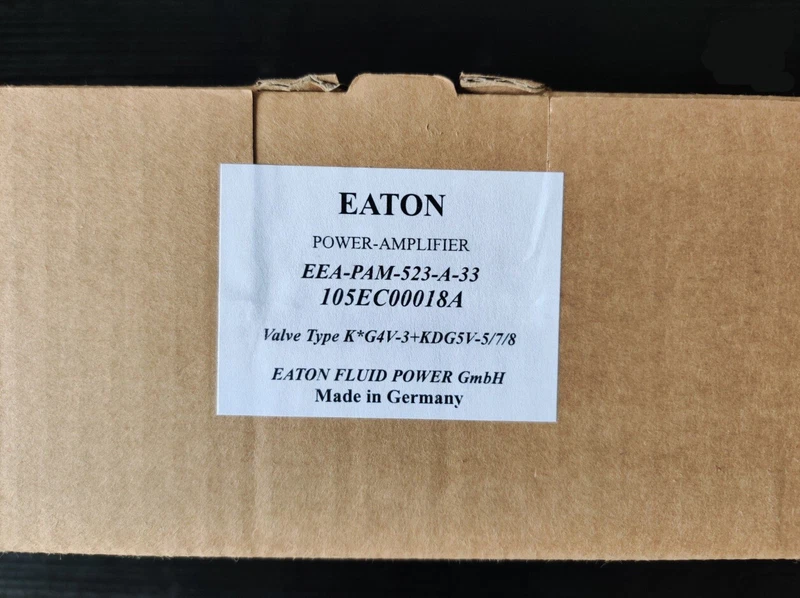 EATON
POWER-AMPLIFIER
EEA-PAM-523-A-33
105EC00018A
Valve Type K*G4V-3+KDG5V-5/7/8
EATON FLUID POWER GmbH
Made in Germany